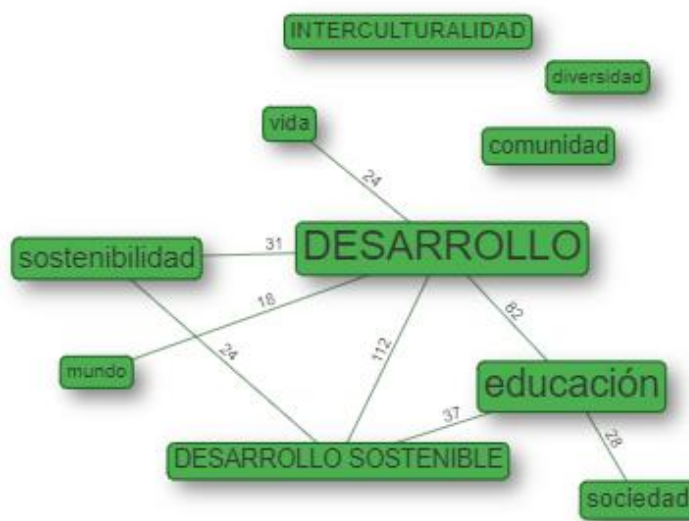 INTERCULTURALIDAD
diversidad
vida
comunidad
24
DESARROLLO
31
sostenibilidad
18
82
24
112
mundo
educación
37
28
DESARROLLO SOSTENIBLE
sociedad